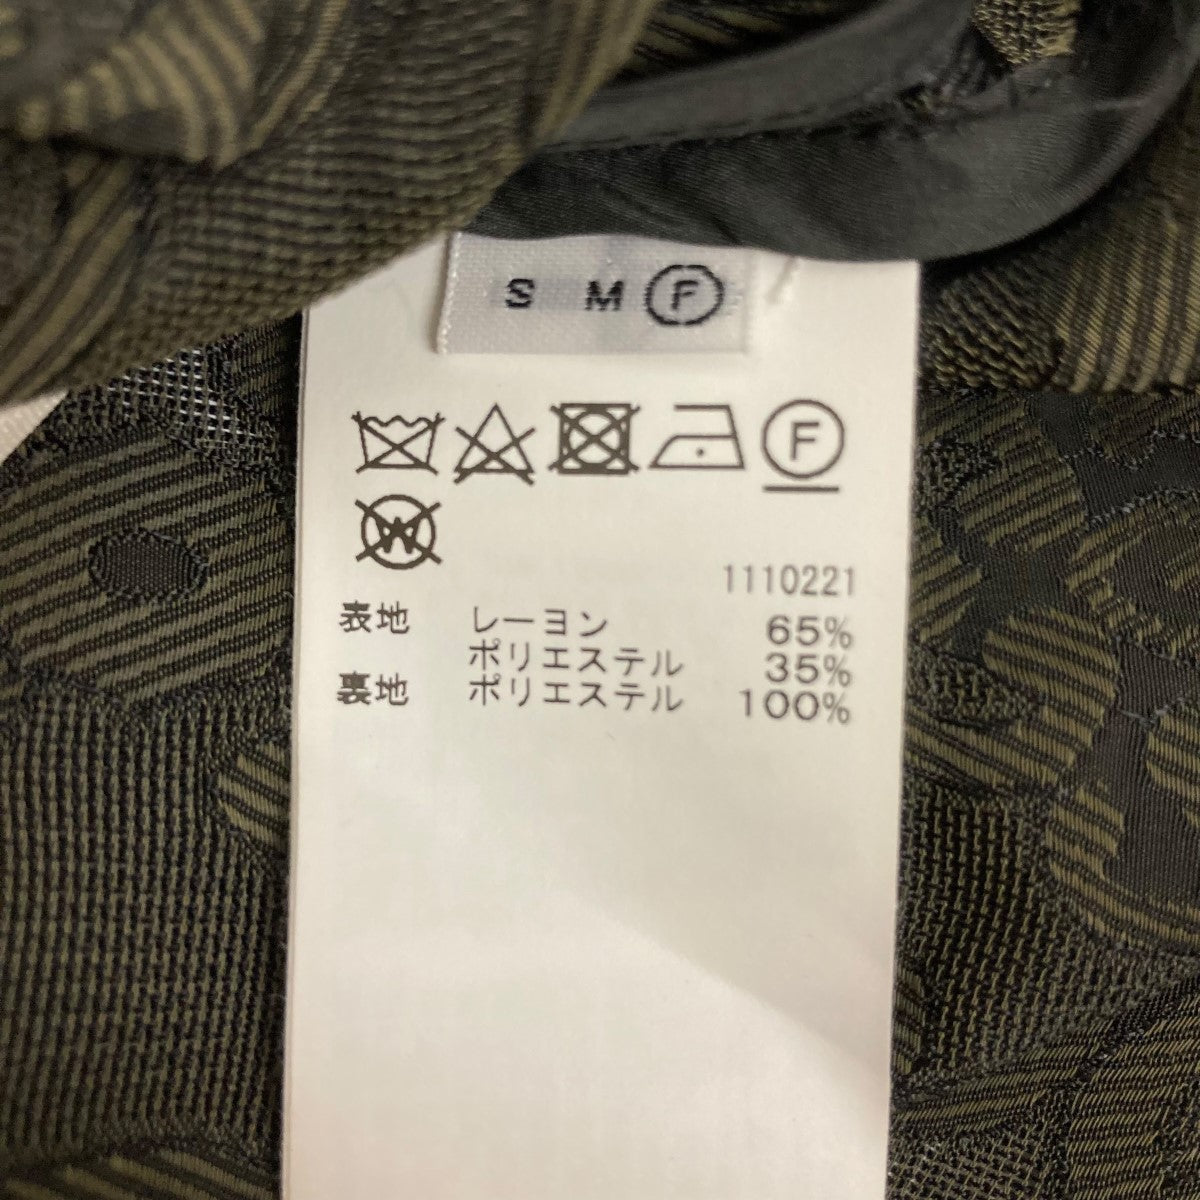 S M F
F
W
1110221
表地 レーヨン 65%
ポリエステル 35%
裏地 ポリエステル 100%